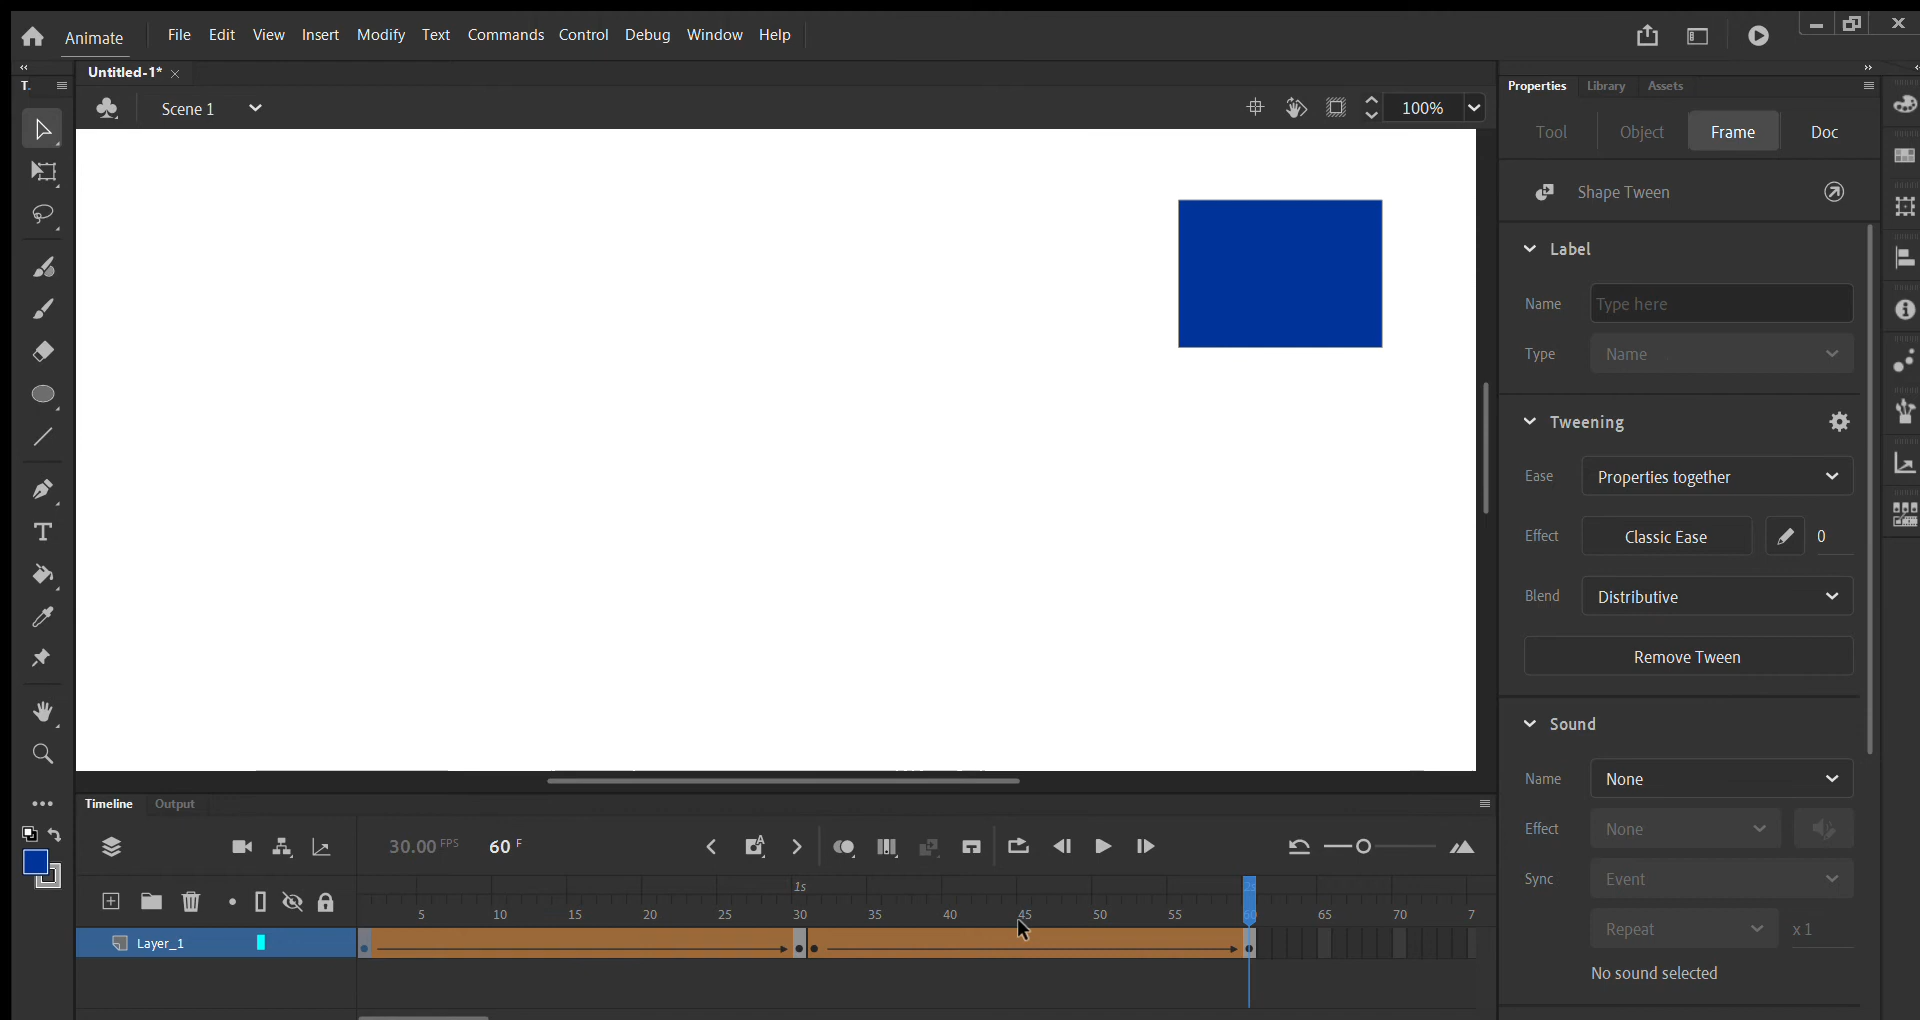 Animate File Edit View Insert Modify Text Commands Control Debug Window Help
Untitled-1*
T.
Scene 1
100%
Properties Library Assets
Tool Object Frame Doc
Shape Tween
Label
Name Type here
Type Name
Tweening
Ease Properties together
Effect Classic Ease 0
Blend Distributive
Remove Tween
Sound
Name None
Effect None
Sync Event
Repeat x 1
No sound selected
Timeline Output
30.00 FPS 60 F
1s 2s
5 10 15 20 25 30 35 40 45 50 55 60 65 70 7
Layer_1